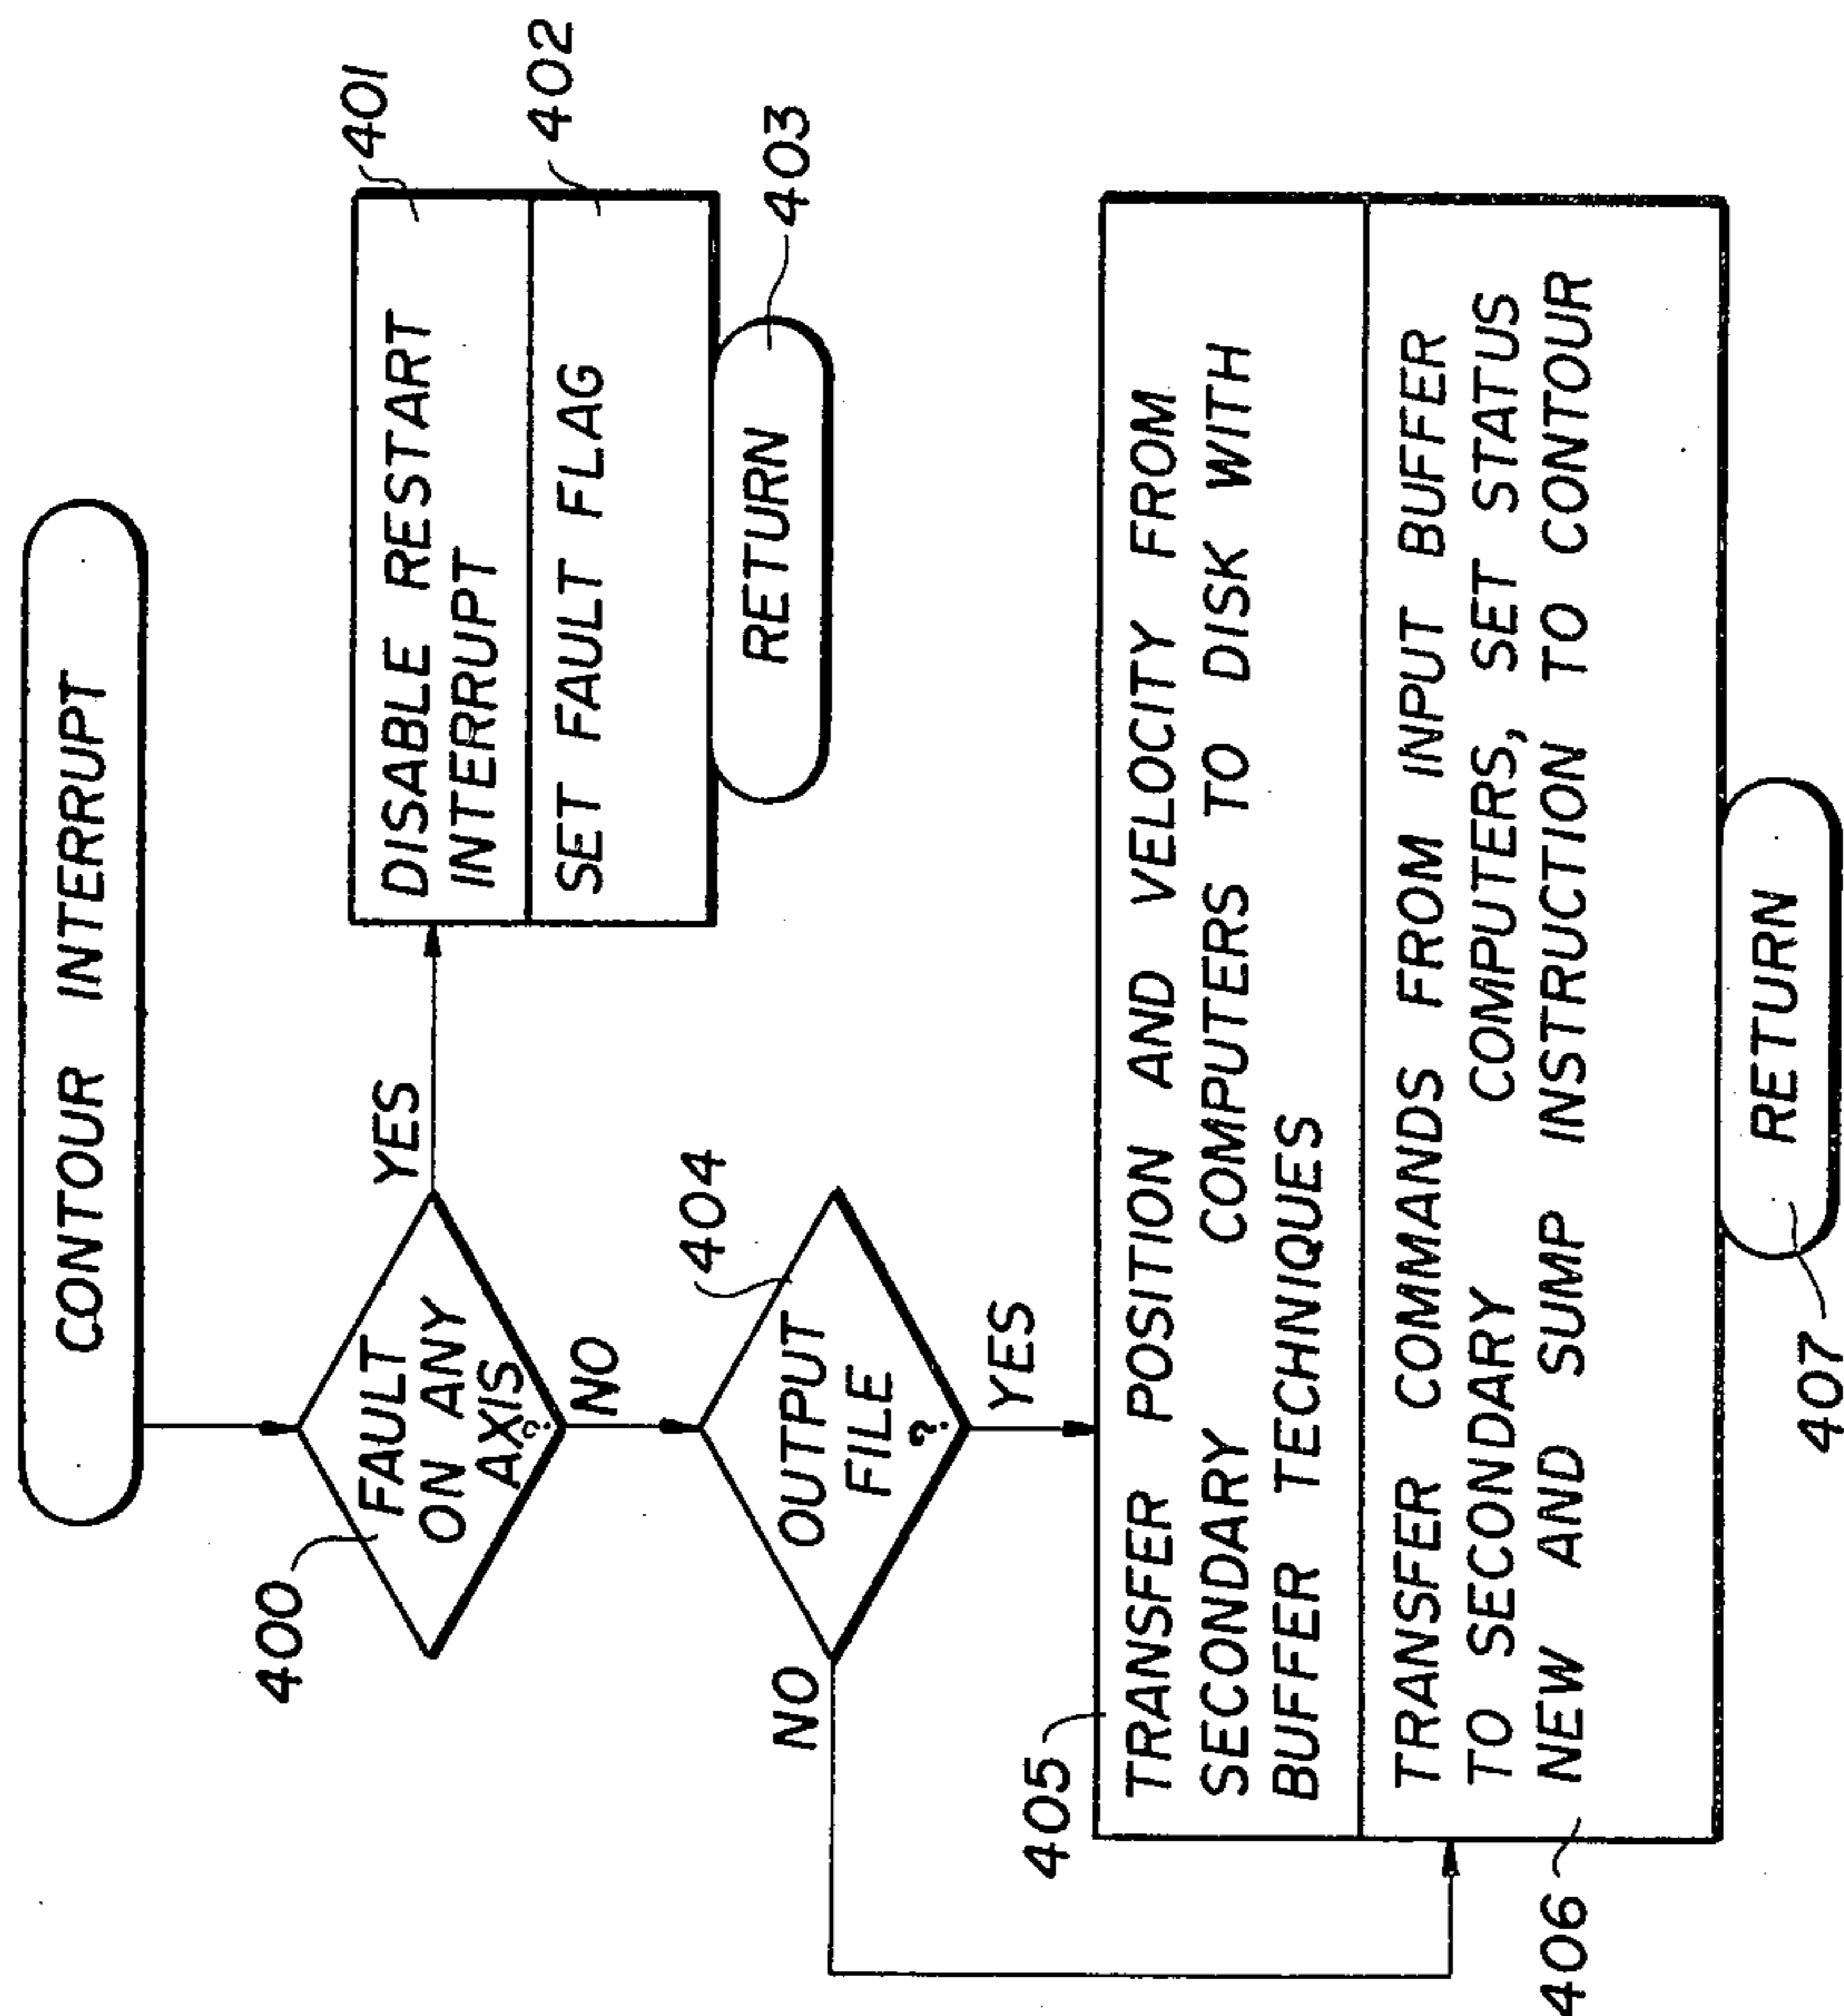 CONTOUR INTERRUPT
400
FAULT
ON ANY
AXIS
?
YES
NO
DISABLE RESTART
INTERRUPT
401
SET FAULT FLAG
402
RETURN
403
404
OUTPUT
FILE
?
NO
YES
405
TRANSFER POSITION AND VELOCITY FROM
SECONDARY COMPUTERS TO DISK WITH
BUFFER TECHNIQUES
TRANSFER COMMANDS FROM INPUT BUFFER
TO SECONDARY COMPUTERS, SET STATUS
NEW AND SUMP INSTRUCTION TO CONTOUR
406
RETURN
407